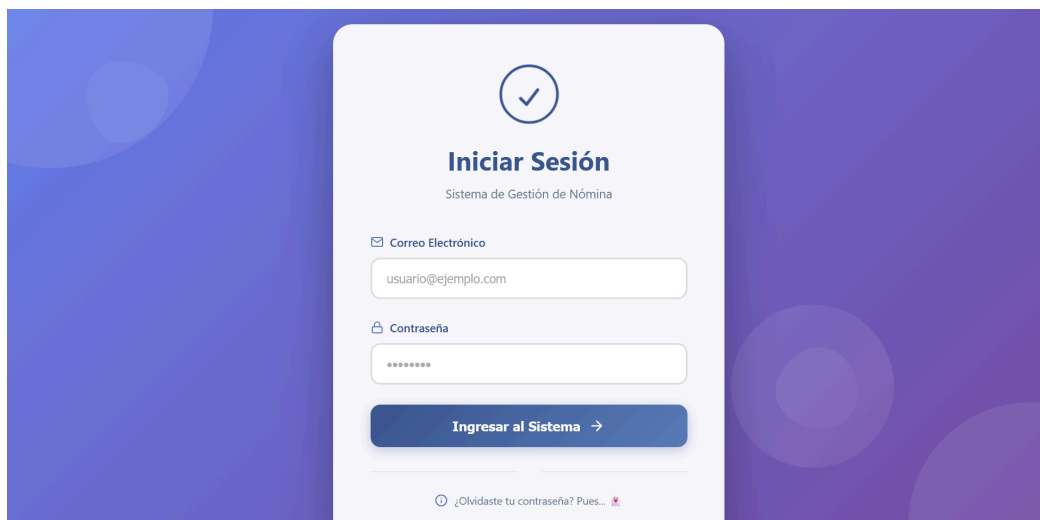 Iniciar Sesión
Sistema de Gestión de Nómina
Correo Electrónico
usuario@ejemplo.com
Contraseña
••••••••
Ingresar al Sistema →
¿Olvidaste tu contraseña? Pues...